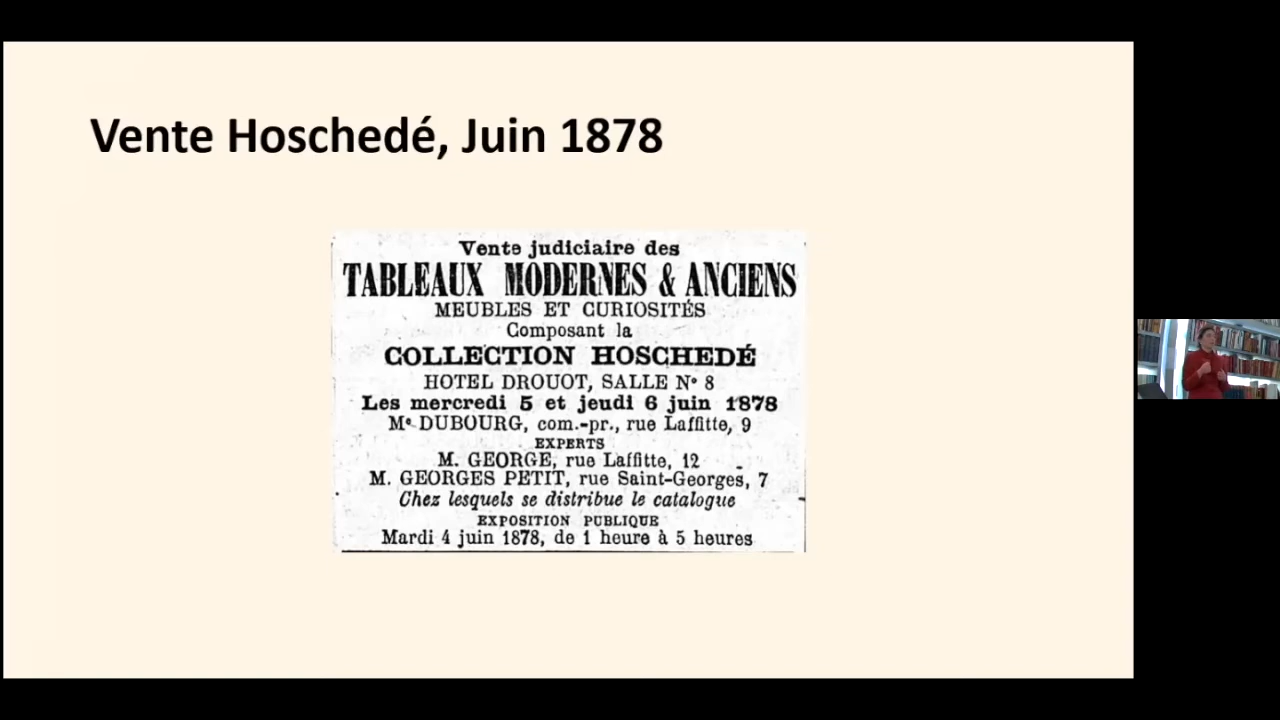 Vente Hoschedé, Juin 1878
Vente judiciaire des
TABLEAUX MODERNES & ANCIENS
MEUBLES ET CURIOSITÉS
Composant la
COLLECTION HOSCHEDÉ
HOTEL DROUOT, SALLE Nº 8
Les mercredi 5 et jeudi 6 juin 1878
Mᵉ DUBOURG, com.-pr., rue Laffitte, 9
EXPERTS
M. GEORGE, rue Laffitte, 12
M. GEORGES PETIT, rue Saint-Georges, 7
Chez lesquels se distribue le catalogue
EXPOSITION PUBLIQUE
Mardi 4 juin 1878, de 1 heure à 5 heures